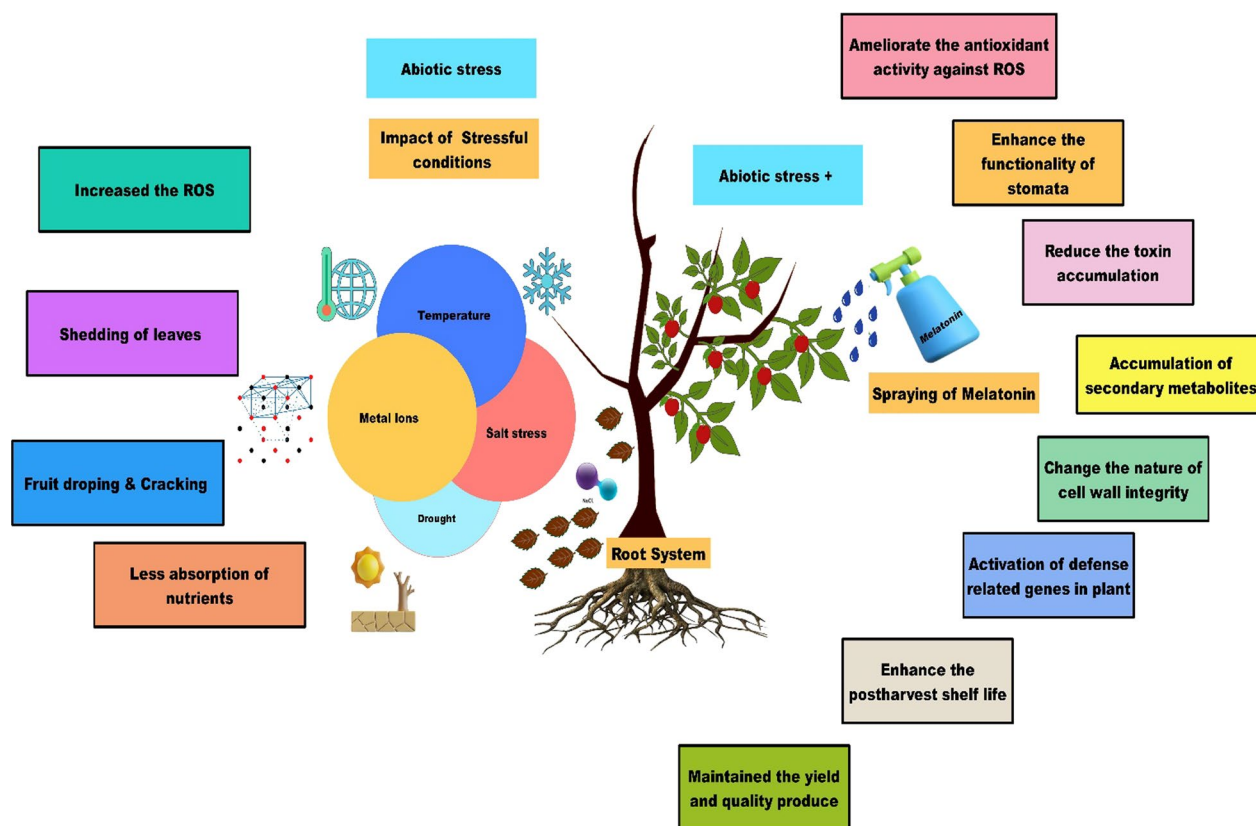 Abiotic stress
Impact of Stressful
conditions
Increased the ROS
Shedding of leaves
Fruit droping & Cracking
Less absorption of
nutrients
Temperature
Metal Ions
Salt stress
Drought
NaCL
Root System
Abiotic stress +
Melatonin
Spraying of Melatonin
Ameliorate the antioxidant
activity against ROS
Enhance the
functionality of
stomata
Reduce the toxin
accumulation
Accumulation of
secondary metabolites
Change the nature of
cell wall integrity
Activation of defense
related genes in plant
Enhance the
postharvest shelf life
Maintained the yield
and quality produce